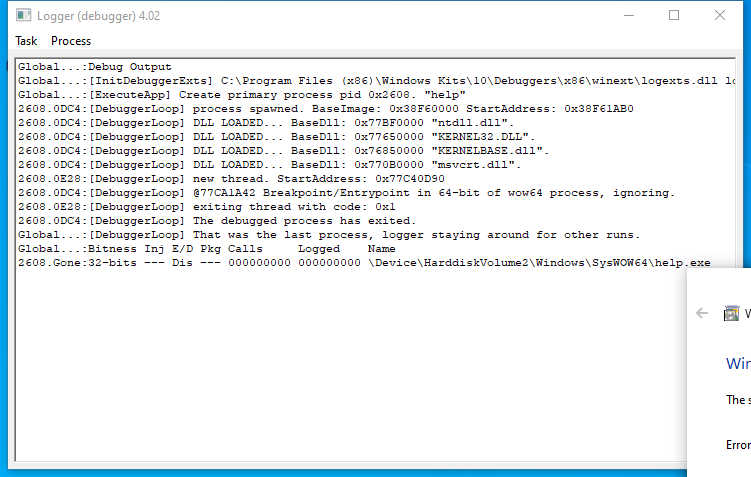 Logger (debugger) 4.02
Task Process
Global...:Debug Output
Global...:[InitDebuggerExts] C:\Program Files (x86)\Windows Kits\10\Debuggers\x86\winext\logexts.dll
Global...:[ExecuteApp] Create primary process pid 0x2608. "help"
2608.0DC4:[DebuggerLoop] process spawned. BaseImage: 0x38F60000 StartAddress: 0x38F61AB0
2608.0DC4:[DebuggerLoop] DLL LOADED... BaseDll: 0x77BF0000 "ntdll.dll".
2608.0DC4:[DebuggerLoop] DLL LOADED... BaseDll: 0x77650000 "KERNEL32.DLL".
2608.0DC4:[DebuggerLoop] DLL LOADED... BaseDll: 0x76850000 "KERNELBASE.dll".
2608.0DC4:[DebuggerLoop] DLL LOADED... BaseDll: 0x770B0000 "msvcrt.dll".
2608.0E28:[DebuggerLoop] new thread. StartAddress: 0x77C40D90
2608.0DC4:[DebuggerLoop] @77CA1A42 Breakpoint/Entrypoint in 64-bit of wow64 process, ignoring.
2608.0E28:[DebuggerLoop] exiting thread with code: 0x1
2608.0DC4:[DebuggerLoop] The debugged process has exited.
Global...:[DebuggerLoop] That was the last process, logger staying around for other runs.
Global...:Bitness Inj E/D Pkg Calls Logged Name
2608.Gone:32-bits --- Dis --- 000000000 000000000 \Device\HarddiskVolume2\Windows\SysWOW64\help.exe
The
Error